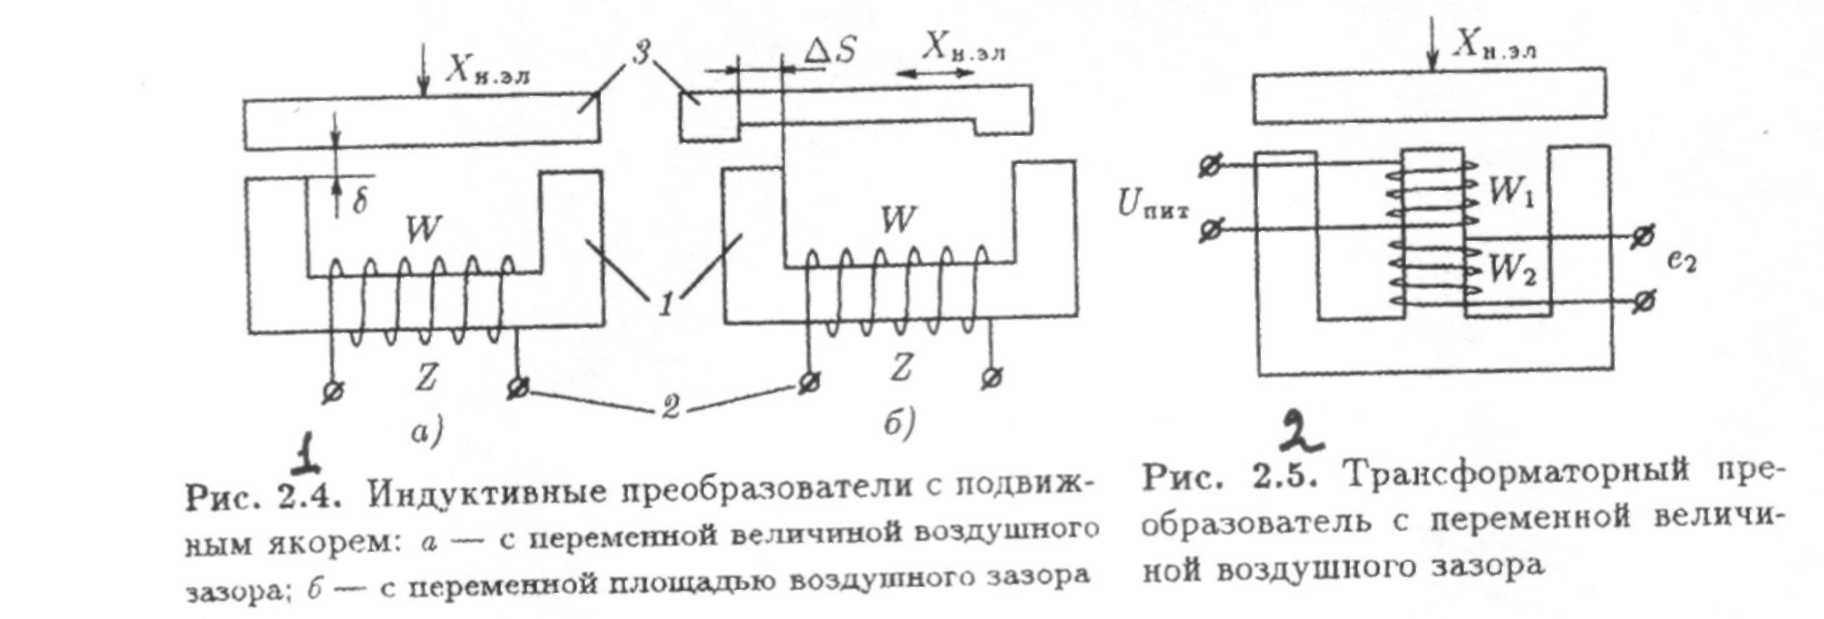 Xн.эл
3
ΔS
Xн.эл
Xн.эл
δ
W
W
Uпит
W1
W2
e2
1
Z
Z
2
а)
б)
1
2
Рис. 2.4. Индуктивные преобразователи с подвиж-
ным якорем: а — с переменной величиной воздушного
зазора; б — с переменной площадью воздушного зазора
Рис. 2.5. Трансформаторный пре-
образователь с переменной величи-
ной воздушного зазора